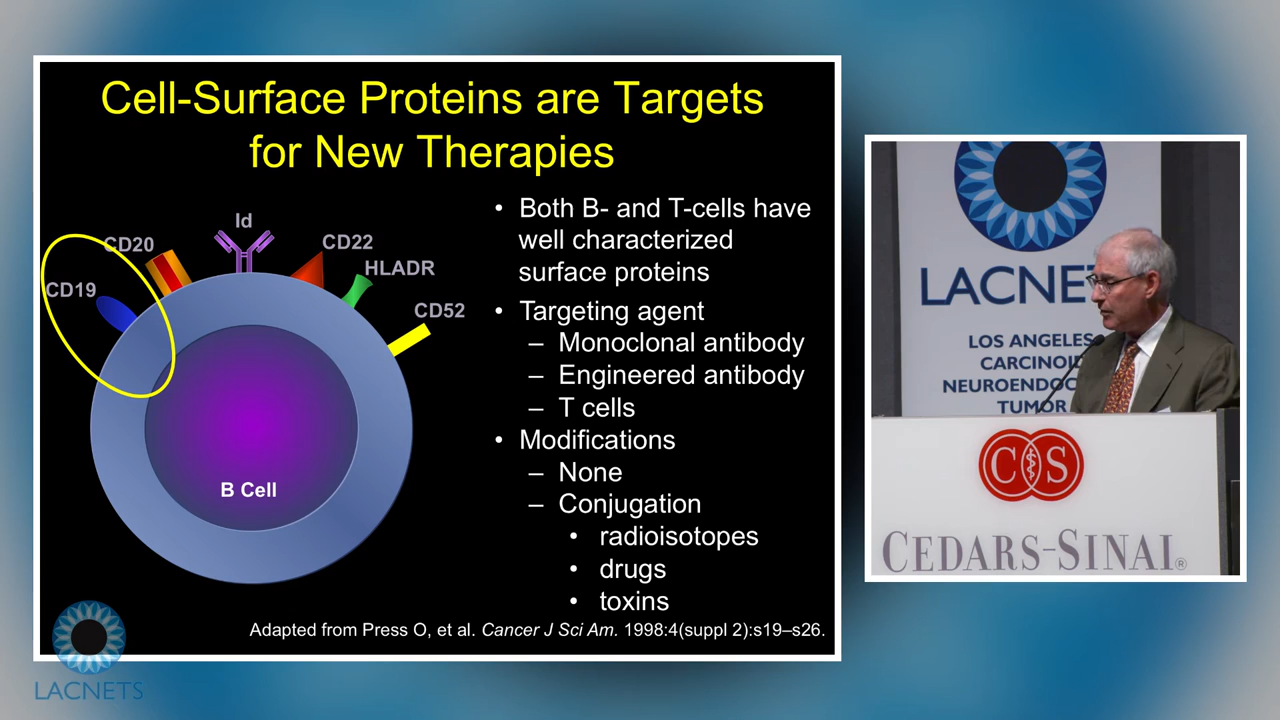 Cell-Surface Proteins are Targets
for New Therapies
Id
CD20
CD22
HLADR
CD19
CD52
B Cell
• Both B- and T-cells have
well characterized
surface proteins
• Targeting agent
– Monoclonal antibody
– Engineered antibody
– T cells
• Modifications
– None
– Conjugation
• radioisotopes
• drugs
• toxins
Adapted from Press O, et al. Cancer J Sci Am. 1998:4(suppl 2):s19–s26.
LACNETS
LACNE
LOS ANGELES
CARCINOID
NEUROENDOC
TUMOR
CS
CEDARS-SINAI®